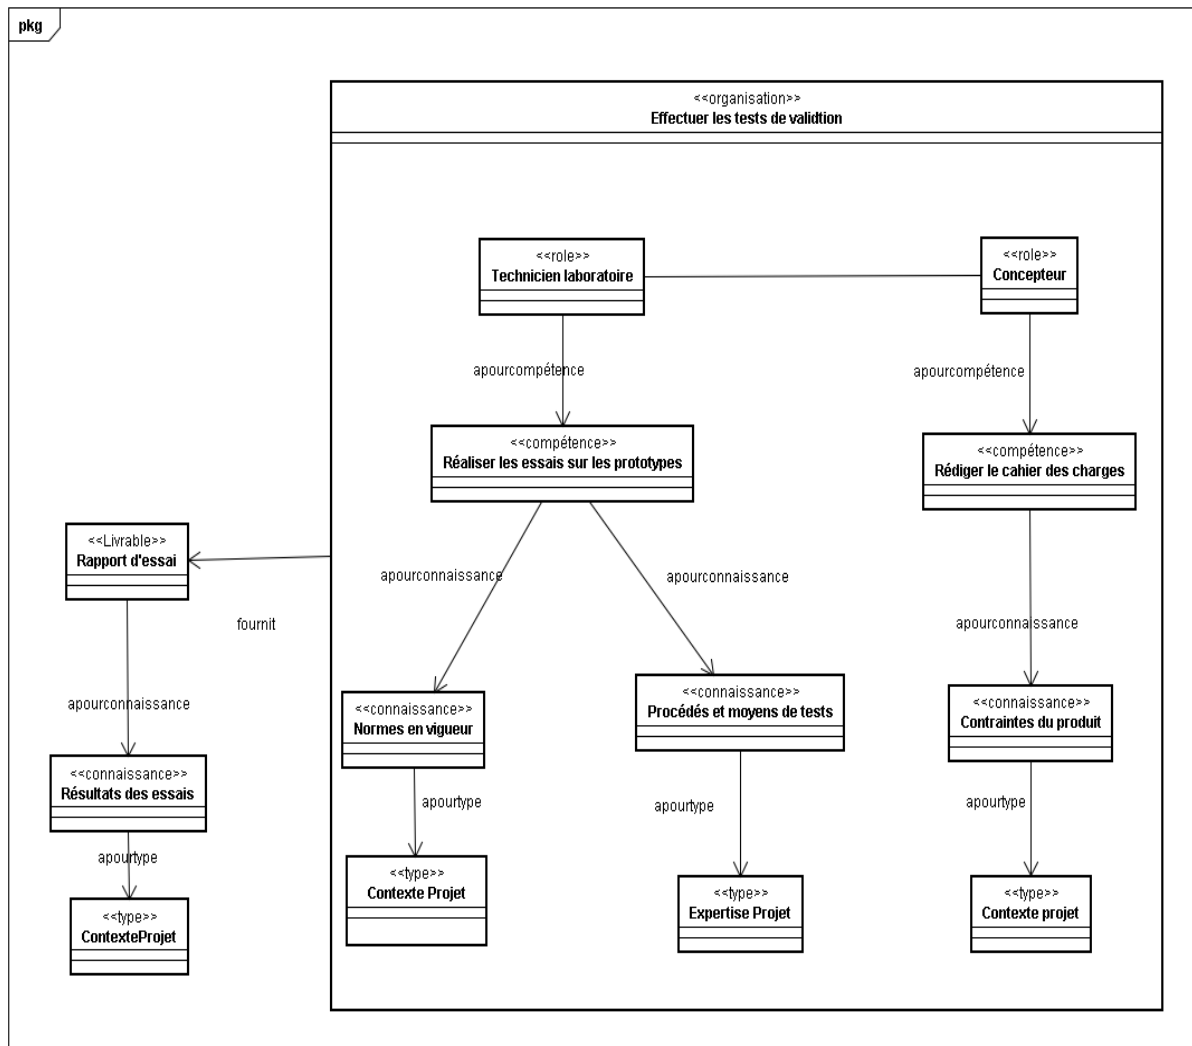 pkg
<<organisation>>
Effectuer les tests de validtion
<<role>>
Technicien laboratoire
<<role>>
Concepteur
apourcompétence
apourcompétence
<<compétence>>
Réaliser les essais sur les prototypes
<<compétence>>
Rédiger le cahier des charges
<<Livrable>>
Rapport d'essai
fournit
apourconnaissance
apourconnaissance
apourconnaissance
apourconnaissance
<<connaissance>>
Normes en vigueur
<<connaissance>>
Procédés et moyens de tests
<<connaissance>>
Contraintes du produit
<<connaissance>>
Résultats des essais
apourtype
apourtype
apourtype
apourtype
<<type>>
Contexte Projet
<<type>>
Expertise Projet
<<type>>
Contexte projet
<<type>>
ContexteProjet